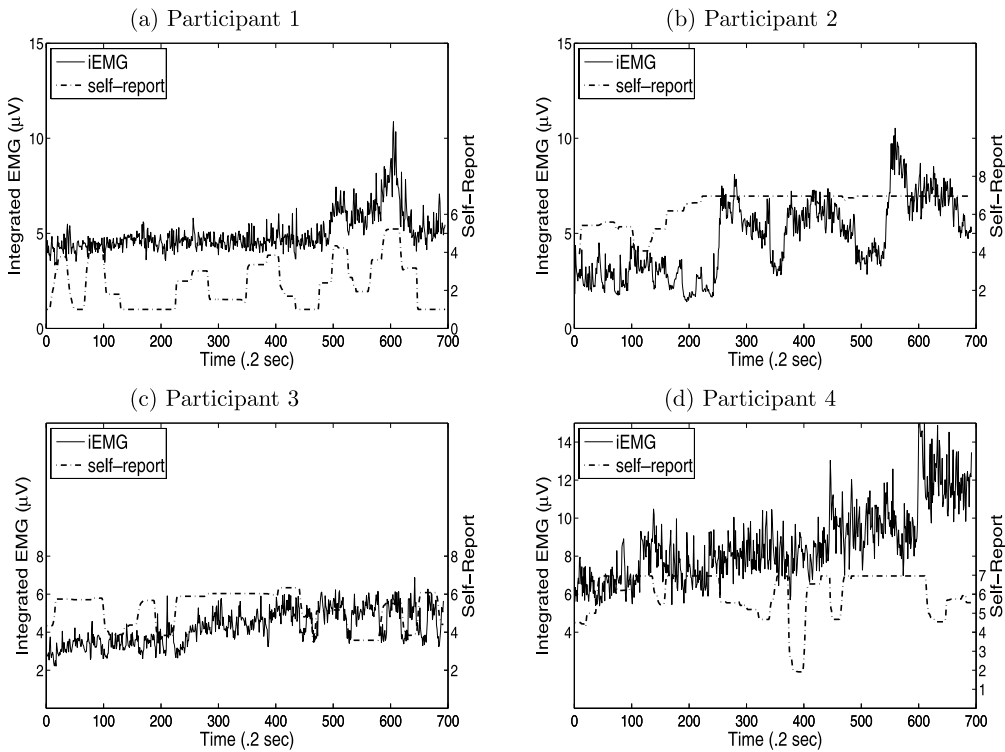 (a) Participant 1
15
10
5
0
Integrated EMG (μV)
iEMG
self-report
6
4
2
0
Self-Report
0 100 200 300 400 500 600 700
Time (.2 sec)
(b) Participant 2
15
10
5
0
Integrated EMG (μV)
iEMG
self-report
8
6
4
2
Self-Report
0 100 200 300 400 500 600 700
Time (.2 sec)
(c) Participant 3
8
6
4
2
Integrated EMG (μV)
iEMG
self-report
8
6
4
2
Self-Report
0 100 200 300 400 500 600 700
Time (.2 sec)
(d) Participant 4
14
12
10
8
6
4
Integrated EMG (μV)
iEMG
self-report
7
6
5
4
3
2
1
Self-Report
0 100 200 300 400 500 600 700
Time (.2 sec)